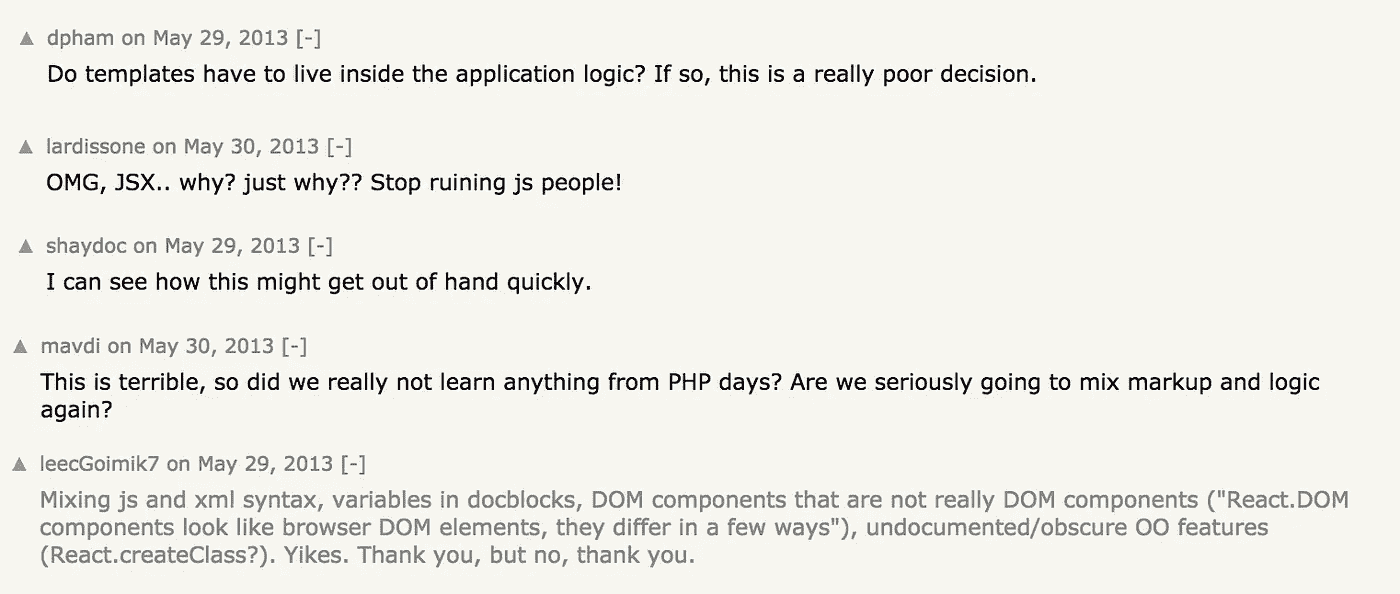 ▲ dpham on May 29, 2013 [-]
Do templates have to live inside the application logic? If so, this is a really poor decision.
▲ lardissone on May 30, 2013 [-]
OMG, JSX.. why? just why?? Stop ruining js people!
▲ shaydoc on May 29, 2013 [-]
I can see how this might get out of hand quickly.
▲ mavdi on May 30, 2013 [-]
This is terrible, so did we really not learn anything from PHP days? Are we seriously going to mix markup and logic
again?
▲ leecGoimik7 on May 29, 2013 [-]
Mixing js and xml syntax, variables in docblocks, DOM components that are not really DOM components ("React.DOM
components look like browser DOM elements, they differ in a few ways"), undocumented/obscure OO features
(React.createClass?). Yikes. Thank you, but no, thank you.